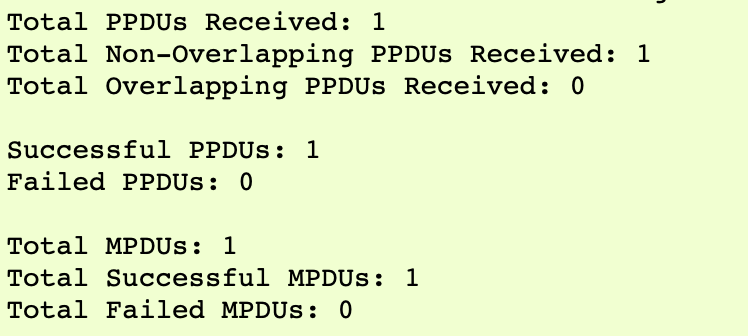 Total PPDUs Received: 1
Total Non-Overlapping PPDUs Received: 1
Total Overlapping PPDUs Received: 0
Successful PPDUs: 1
Failed PPDUs: 0
Total MPDUs: 1
Total Successful MPDUs: 1
Total Failed MPDUs: 0